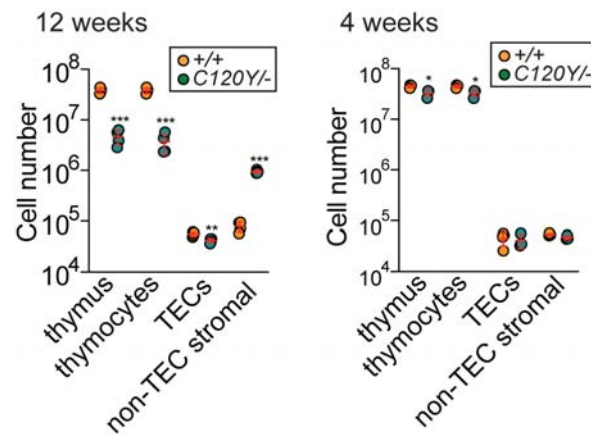 12 weeks
+/+
C120Y/-
Cell number
10^8
10^7
10^6
10^5
10^4
***
***
**
***
thymus
thymocytes
TECs
non-TEC stromal
4 weeks
+/+
C120Y/-
Cell number
10^8
10^7
10^6
10^5
10^4
*
*
thymus
thymocytes
TECs
non-TEC stromal